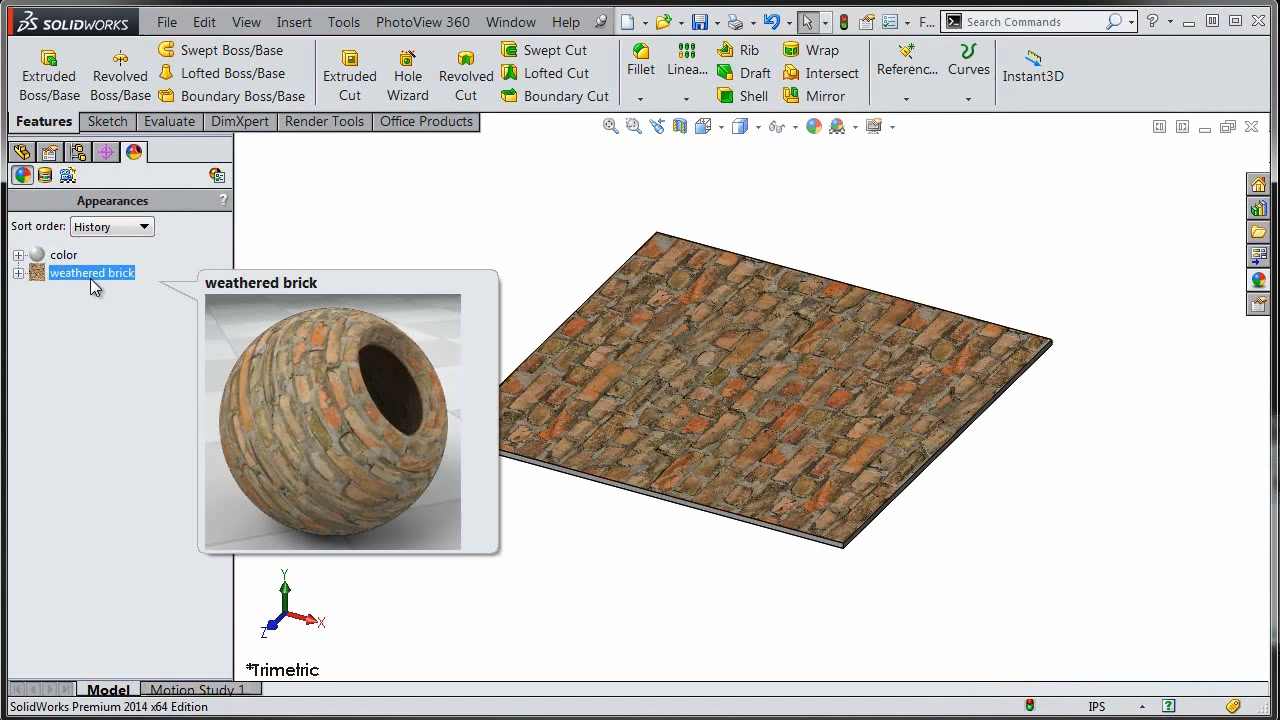 SOLIDWORKS File Edit View Insert Tools PhotoView 360 Window Help F... Search Commands ?
Extruded Boss/Base
Revolved Boss/Base
Swept Boss/Base
Lofted Boss/Base
Boundary Boss/Base
Extruded Cut
Hole Wizard
Revolved Cut
Swept Cut
Lofted Cut
Boundary Cut
Fillet
Linea...
Rib
Draft
Shell
Wrap
Intersect
Mirror
Referenc...
Curves
Instant3D
Features Sketch Evaluate DimXpert Render Tools Office Products
Appearances ?
Sort order: History
color
weathered brick
weathered brick
Y
X
Z
*Trimetric
Model Motion Study 1
SolidWorks Premium 2014 x64 Edition IPS ?